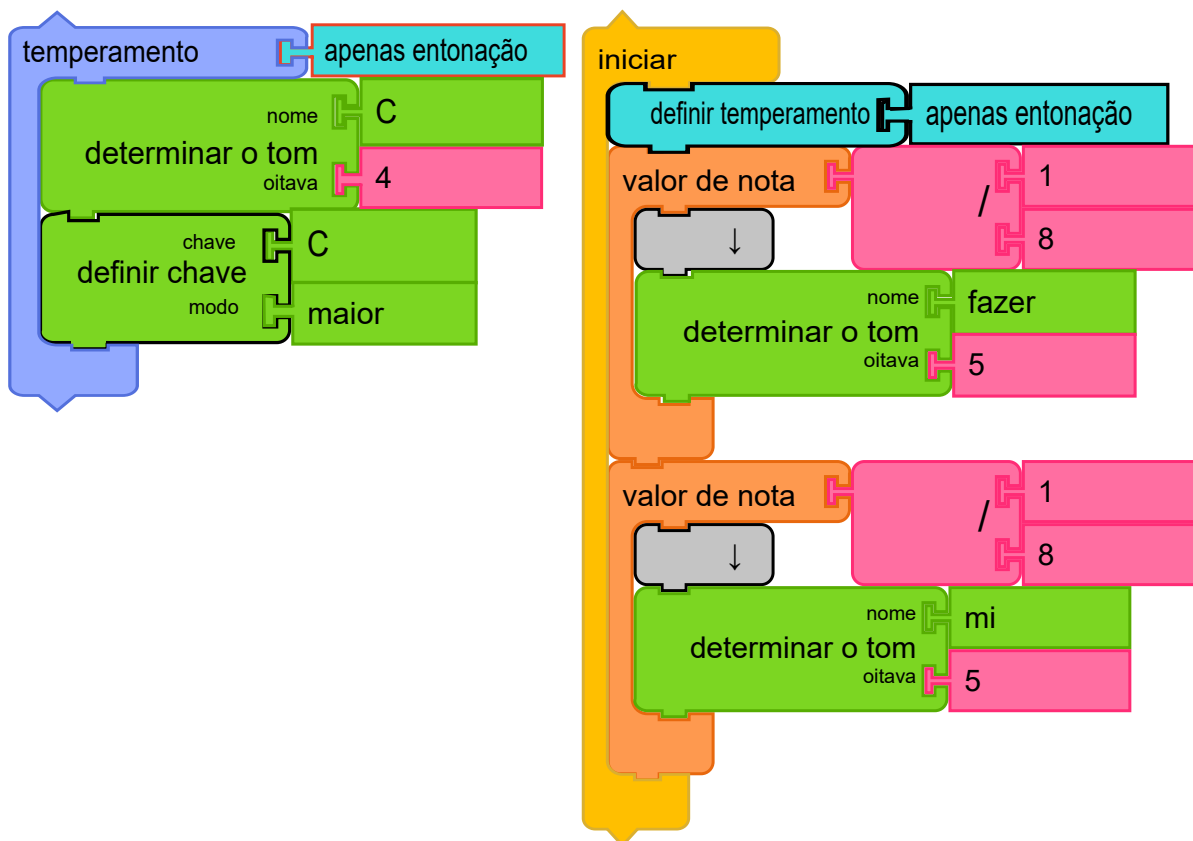 temperamento apenas entonação
nome C
determinar o tom
oitava 4
chave C
definir chave
modo maior
iniciar
definir temperamento apenas entonação
valor de nota / 1
8
↓
nome fazer
determinar o tom
oitava 5
valor de nota / 1
8
↓
nome mi
determinar o tom
oitava 5